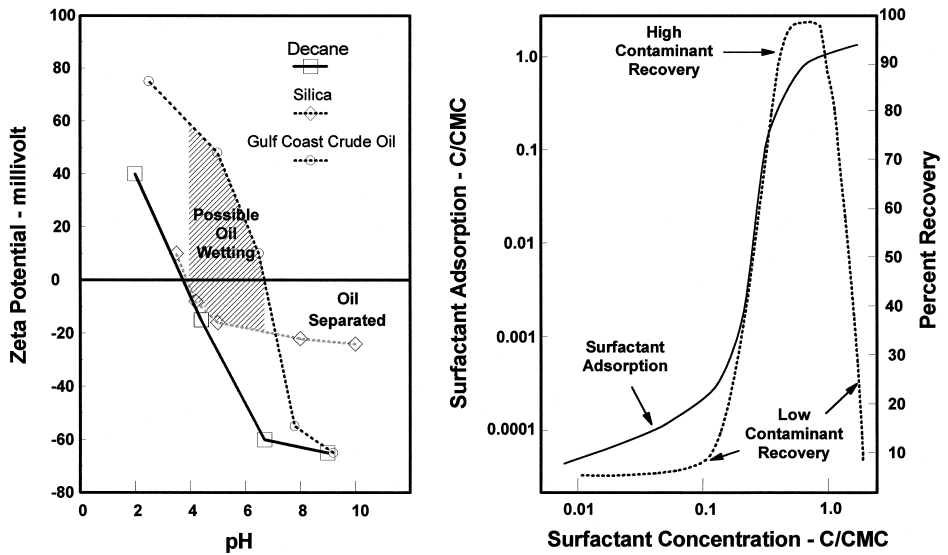 100
80
60
40
20
0
-20
-40
-60
-80
Zeta Potential - millivolt
0
2
4
6
8
10
12
pH
Decane
Silica
Gulf Coast Crude Oil
Possible
Oil
Wetting
Oil
Separated
1.0
0.1
0.01
0.001
0.0001
Surfactant Adsorption - C/CMC
High
Contaminant
Recovery
Surfactant
Adsorption
Low
Contaminant
Recovery
0.01
0.1
1.0
Surfactant Concentration - C/CMC
100
90
80
70
60
50
40
30
20
10
Percent Recovery